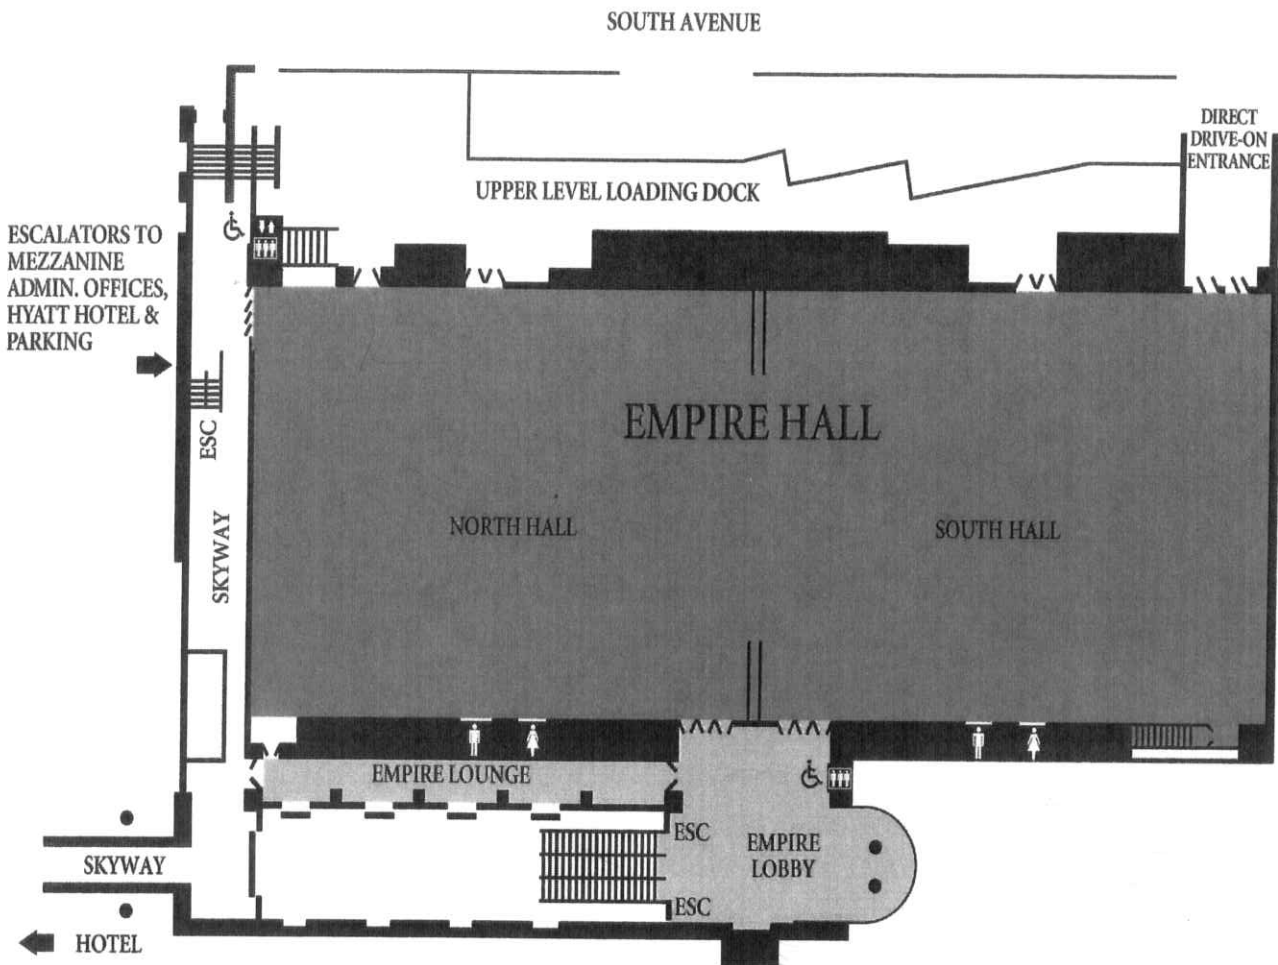 SOUTH AVENUE
DIRECT
DRIVE-ON
ENTRANCE
UPPER LEVEL LOADING DOCK
ESCALATORS TO
MEZZANINE
ADMIN. OFFICES,
HYATT HOTEL &
PARKING
ESC
SKYWAY
EMPIRE HALL
NORTH HALL
SOUTH HALL
EMPIRE LOUNGE
ESC
EMPIRE
LOBBY
ESC
SKYWAY
HOTEL